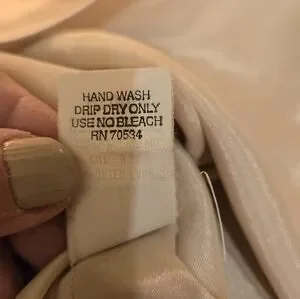 HAND WASH
DRIP DRY ONLY
USE NO BLEACH
RN 70534